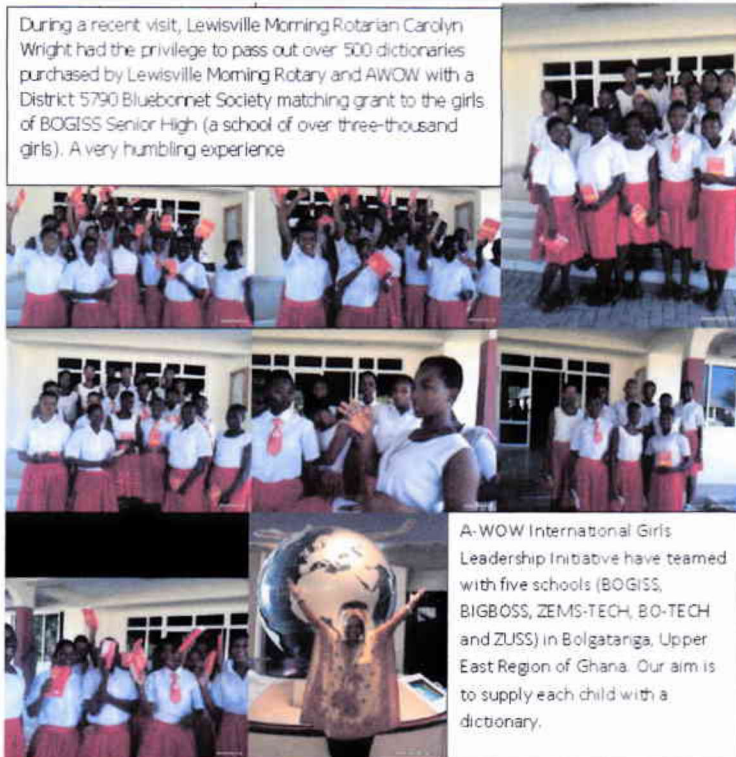 During a recent visit, Lewisville Morning Rotarian Carolyn
Wright had the privilege to pass out over 500 dictionaries
purchased by Lewisville Morning Rotary and AWOW with a
District 5790 Bluebonnet Society matching grant to the girls
of BOGISS Senior High (a school of over three-thousand
girls). A very humbling experience
A-WOW International Girls
Leadership Initiative have teamed
with five schools (BOGISS,
BIGBOSS, ZEMS-TECH, BO-TECH
and ZUSS) in Bolgatanga, Upper
East Region of Ghana. Our aim is
to supply each child with a
dictionary.